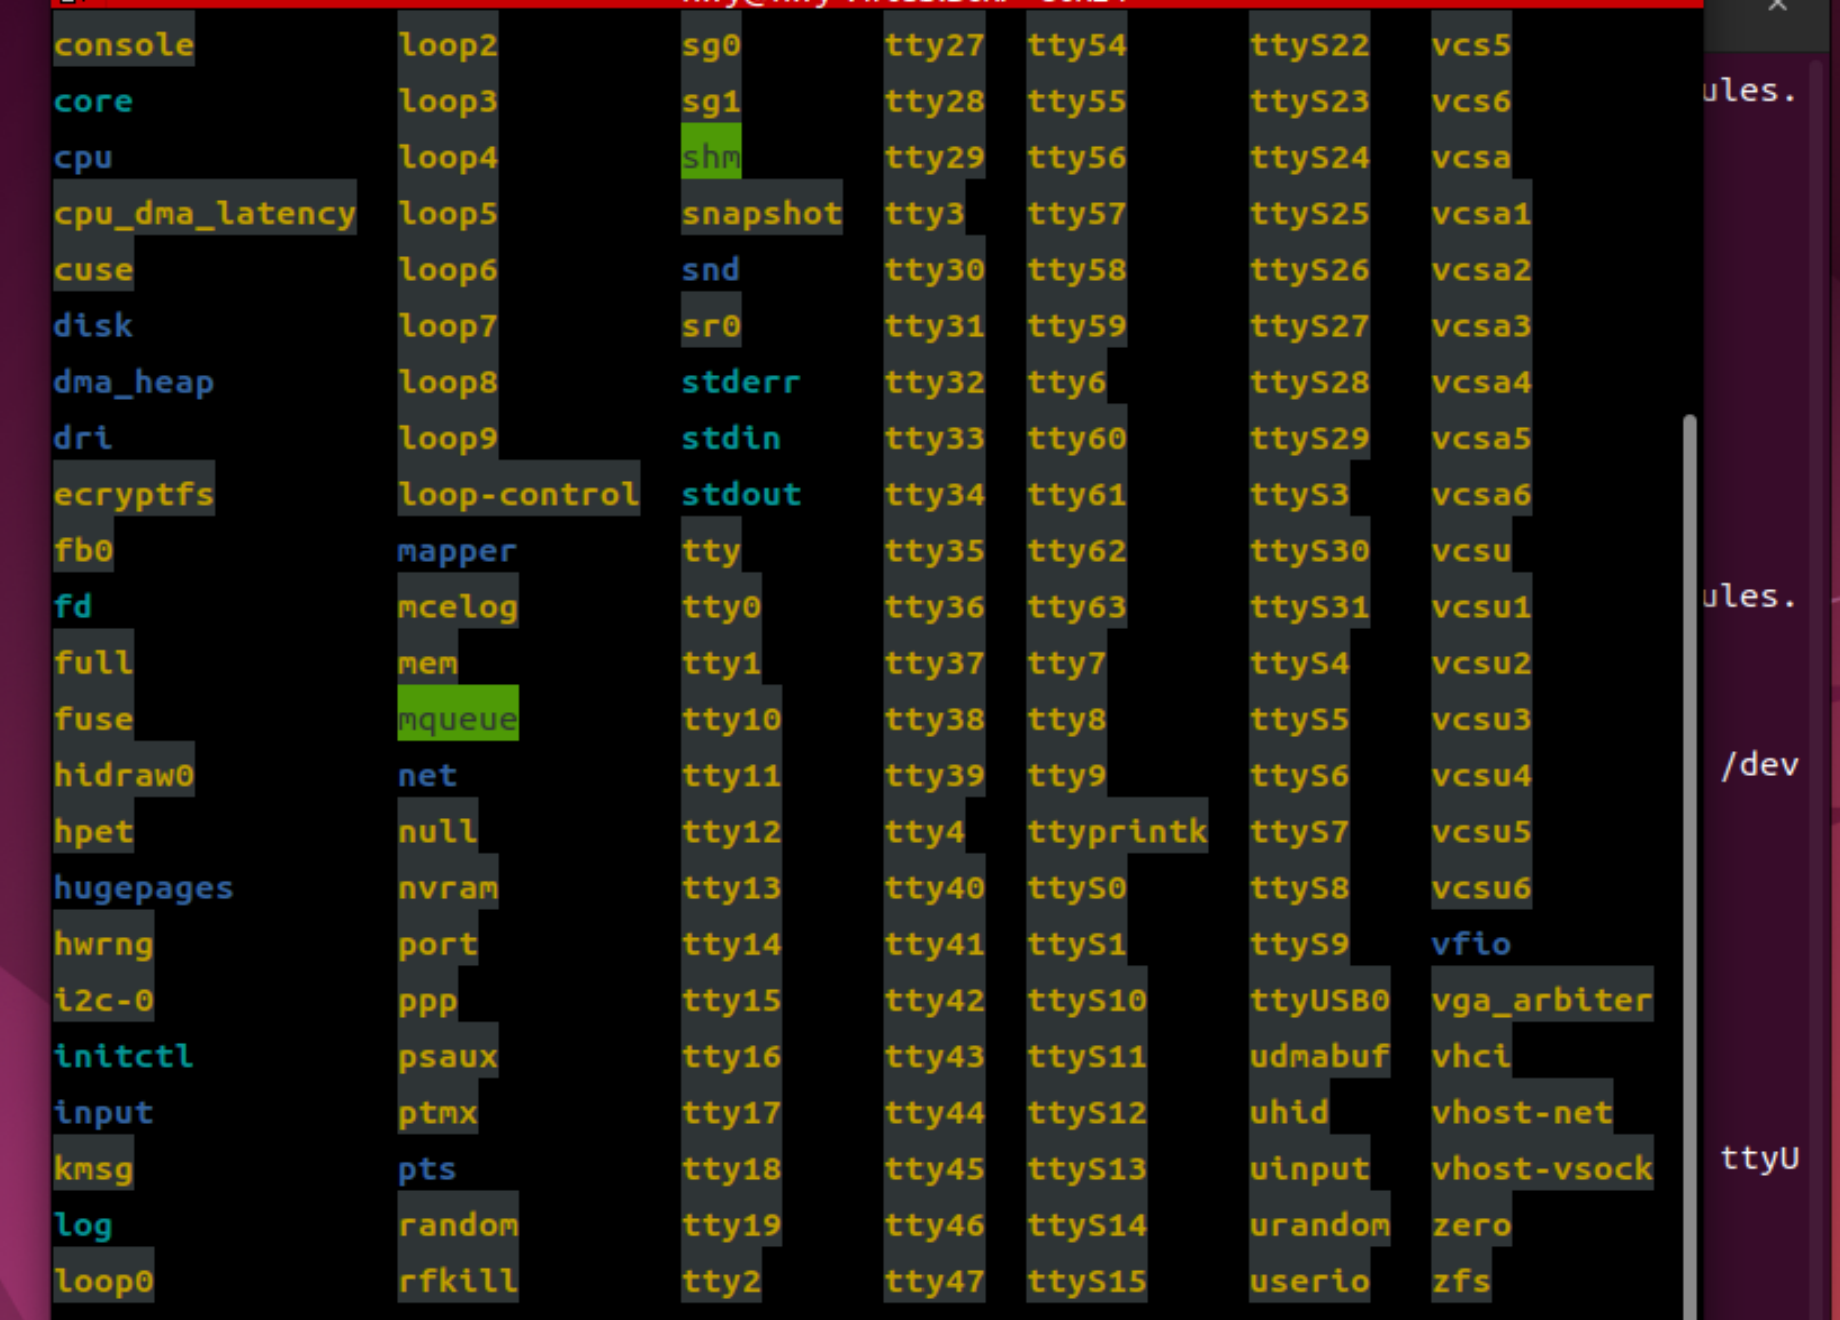 console loop2 sg0 tty27 tty54 ttyS22 vcs5
core loop3 sg1 tty28 tty55 ttyS23 vcs6
ules.
cpu loop4 shm tty29 tty56 ttyS24 vcsa
cpu_dma_latency loop5 snapshot tty3 tty57 ttyS25 vcsa1
cuse loop6 snd tty30 tty58 ttyS26 vcsa2
disk loop7 sr0 tty31 tty59 ttyS27 vcsa3
dma_heap loop8 stderr tty32 tty6 ttyS28 vcsa4
dri loop9 stdin tty33 tty60 ttyS29 vcsa5
ecryptfs loop-control stdout tty34 tty61 ttyS3 vcsa6
fb0 mapper tty tty35 tty62 ttyS30 vcsu
fd mcelog tty0 tty36 tty63 ttyS31 vcsu1
ules.
full mem tty1 tty37 tty7 ttyS4 vcsu2
fuse mqueue tty10 tty38 tty8 ttyS5 vcsu3
hidraw0 net tty11 tty39 tty9 ttyS6 vcsu4
/dev
hpet null tty12 tty4 ttyprintk ttyS7 vcsu5
hugepages nvram tty13 tty40 ttyS0 ttyS8 vcsu6
hwrng port tty14 tty41 ttyS1 ttyS9 vfio
i2c-0 ppp tty15 tty42 ttyS10 ttyUSB0 vga_arbiter
initctl psaux tty16 tty43 ttyS11 udmabuf vhci
input ptmx tty17 tty44 ttyS12 uhid vhost-net
kmsg pts tty18 tty45 ttyS13 uinput vhost-vsock
ttyU
log random tty19 tty46 ttyS14 urandom zero
loop0 rfkill tty2 tty47 ttyS15 userio zfs